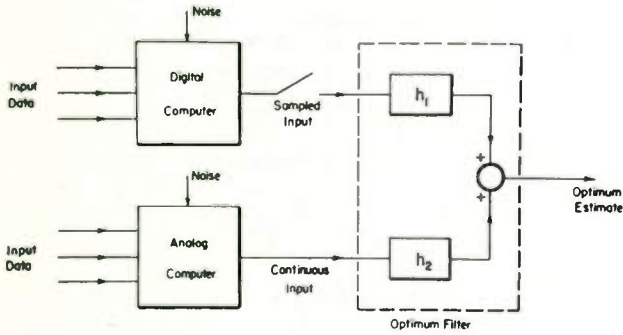 Noise
Input
Data
Digital
Computer
Sampled
Input
h₁
+
+
Optimum
Estimate
Noise
Input
Data
Analog
Computer
Continuous
Input
h₂
Optimum Filter